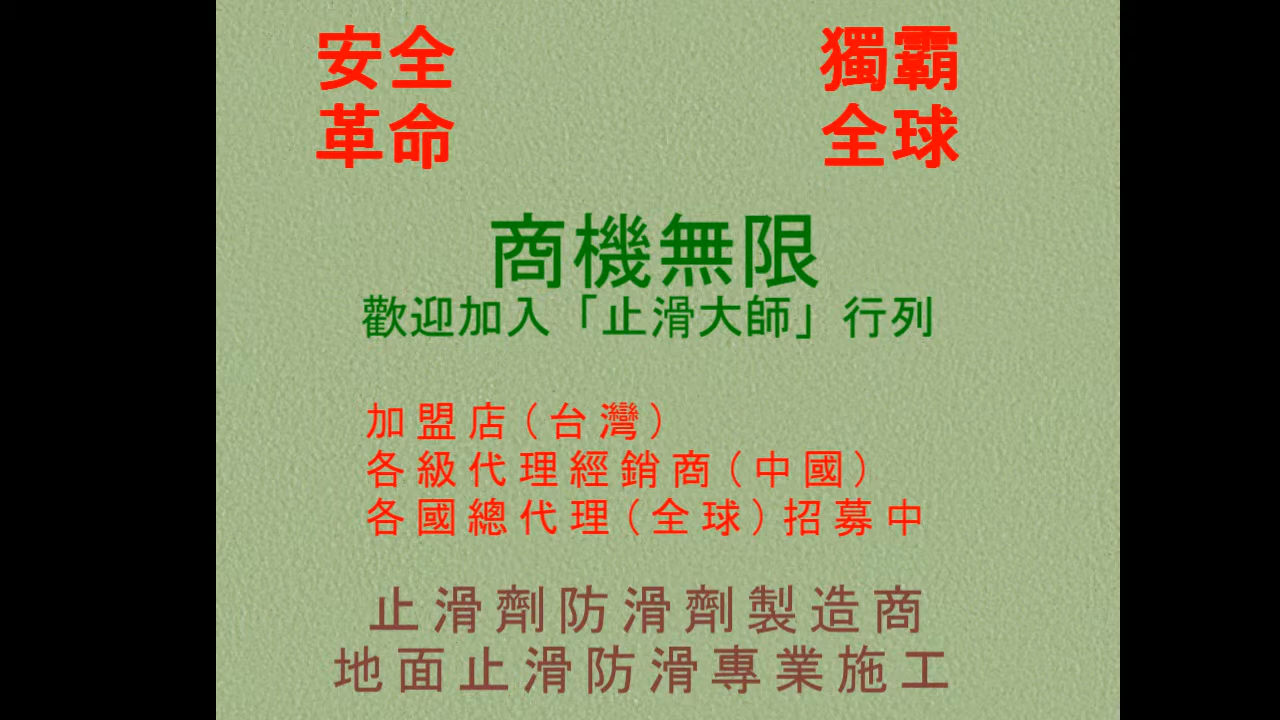 安全
革命
獨霸
全球
商機無限
歡迎加入「止滑大師」行列
加盟店(台灣)
各級代理經銷商(中國)
各國總代理(全球)招募中
止滑劑防滑劑製造商
地面止滑防滑專業施工